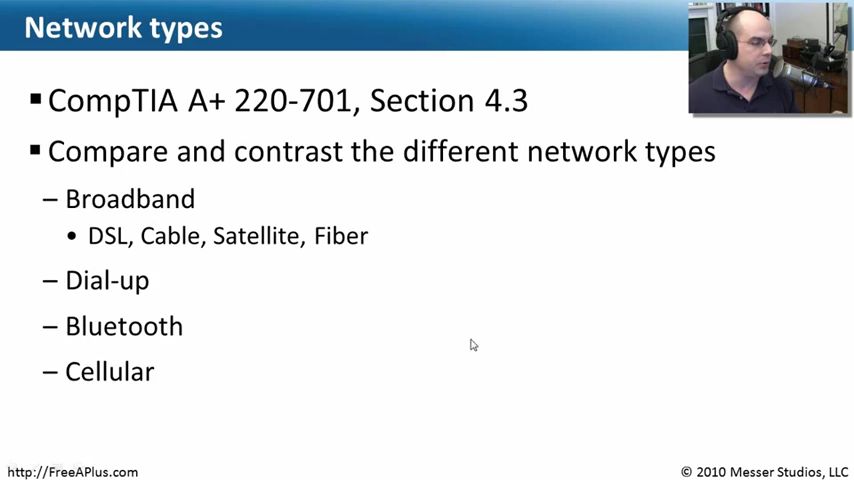 Network types
▪ CompTIA A+ 220-701, Section 4.3
▪ Compare and contrast the different network types
– Broadband
• DSL, Cable, Satellite, Fiber
– Dial-up
– Bluetooth
– Cellular
http://FreeAPlus.com
© 2010 Messer Studios, LLC